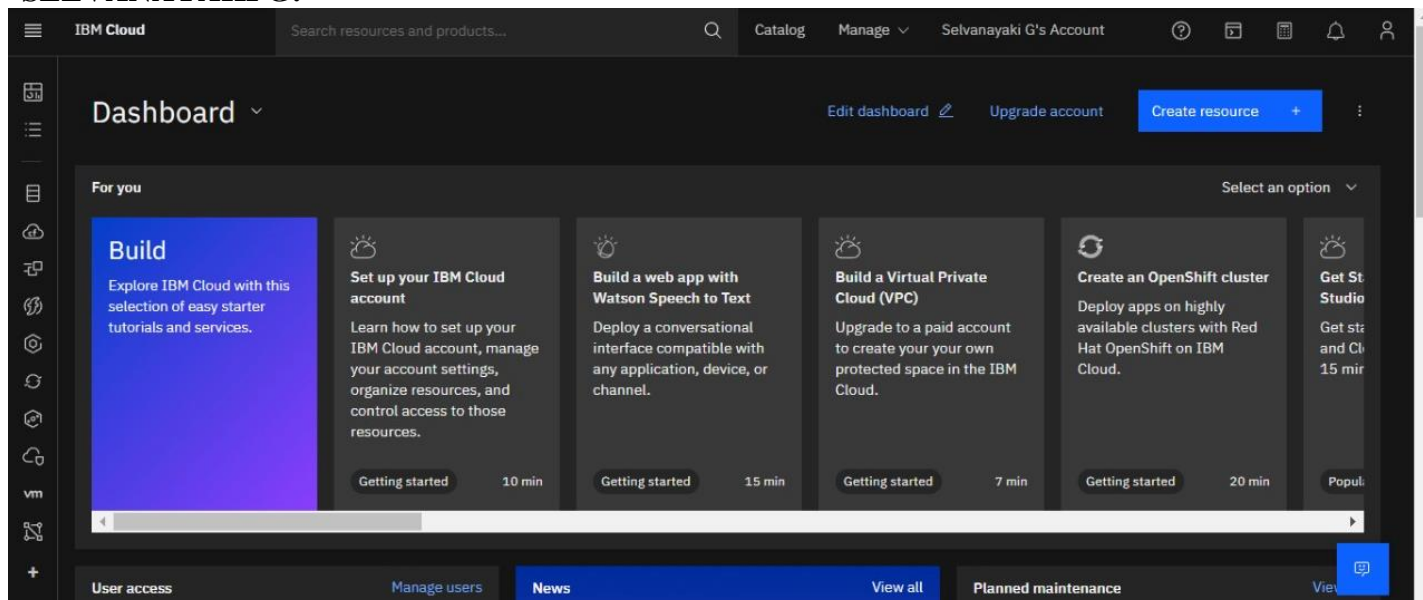 IBM Cloud
Search resources and products...
Catalog
Manage
Selvanayaki G's Account
Dashboard
Edit dashboard
Upgrade account
Create resource +
For you
Select an option
Build
Explore IBM Cloud with this
selection of easy starter
tutorials and services.
Set up your IBM Cloud
account
Learn how to set up your
IBM Cloud account, manage
your account settings,
organize resources, and
control access to those
resources.
Getting started
10 min
Build a web app with
Watson Speech to Text
Deploy a conversational
interface compatible with
any application, device, or
channel.
Getting started
15 min
Build a Virtual Private
Cloud (VPC)
Upgrade to a paid account
to create your your own
protected space in the IBM
Cloud.
Getting started
7 min
Create an OpenShift cluster
Deploy apps on highly
available clusters with Red
Hat OpenShift on IBM
Cloud.
Getting started
20 min
Get
Studio
Get
and
15
vm
User access
Manage users
News
View all
Planned maintenance